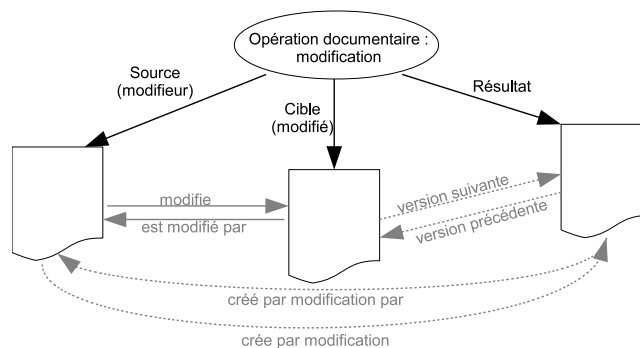 Opération documentaire :
modification
Source
(modifieur)
Cible
(modifié)
Résultat
modifie
est modifié par
version suivante
version précédente
créé par modification par
crée par modification